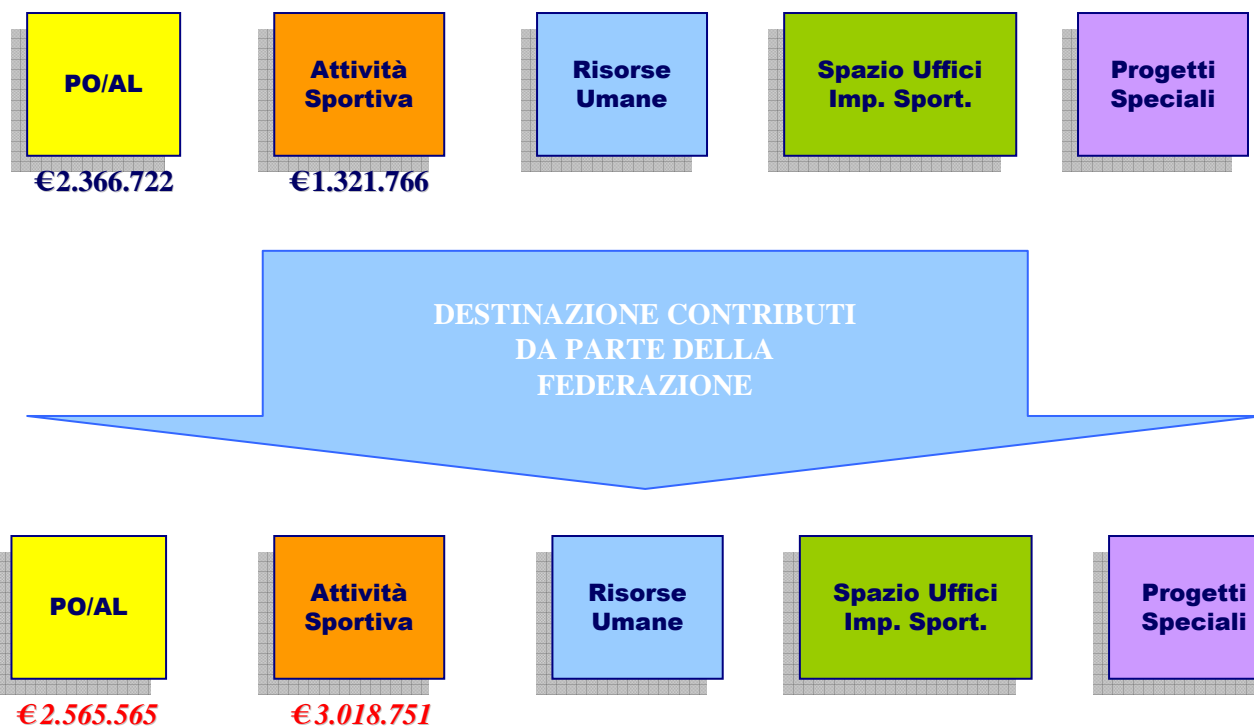 PO/AL
Attività
Sportiva
Risorse
Umane
Spazio Uffici
Imp. Sport.
Progetti
Speciali
€2.366.722
€1.321.766
DESTINAZIONE CONTRIBUTI
DA PARTE DELLA
FEDERAZIONE
PO/AL
Attività
Sportiva
Risorse
Umane
Spazio Uffici
Imp. Sport.
Progetti
Speciali
€2.565.565
€3.018.751